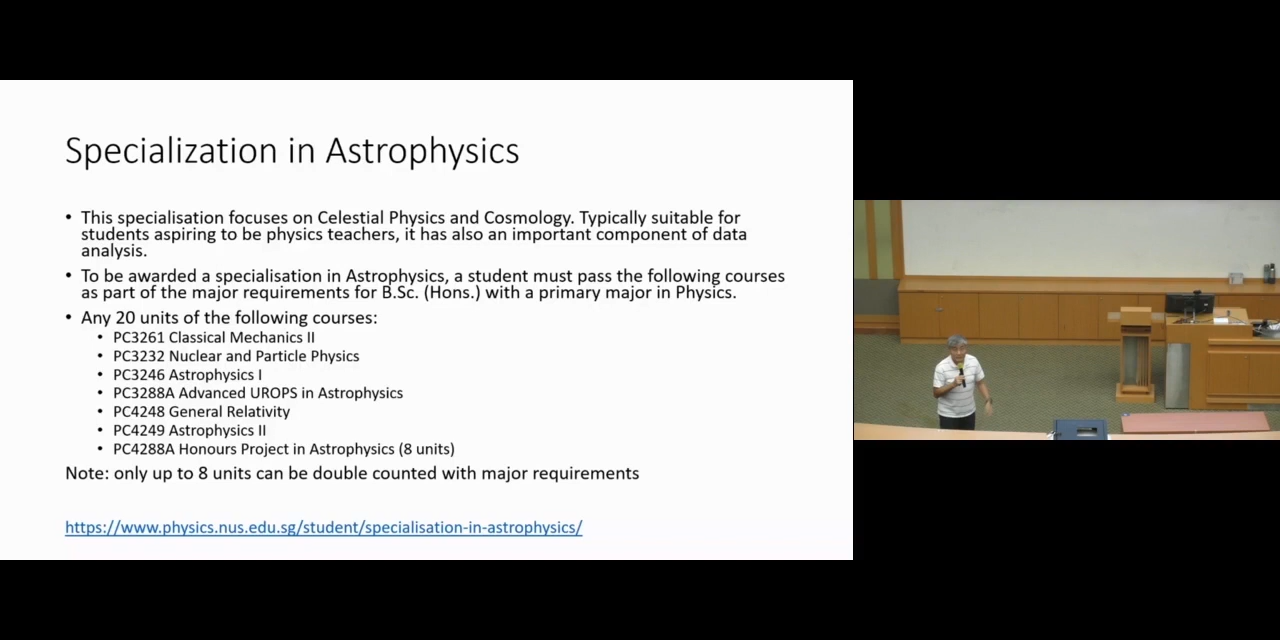 Specialization in Astrophysics
• This specialisation focuses on Celestial Physics and Cosmology. Typically suitable for
students aspiring to be physics teachers, it has also an important component of data
analysis.
• To be awarded a specialisation in Astrophysics, a student must pass the following courses
as part of the major requirements for B.Sc. (Hons.) with a primary major in Physics.
• Any 20 units of the following courses:
• PC3261 Classical Mechanics II
• PC3232 Nuclear and Particle Physics
• PC3246 Astrophysics I
• PC3288A Advanced UROPS in Astrophysics
• PC4248 General Relativity
• PC4249 Astrophysics II
• PC4288A Honours Project in Astrophysics (8 units)
Note: only up to 8 units can be double counted with major requirements
https://www.physics.nus.edu.sg/student/specialisation-in-astrophysics/